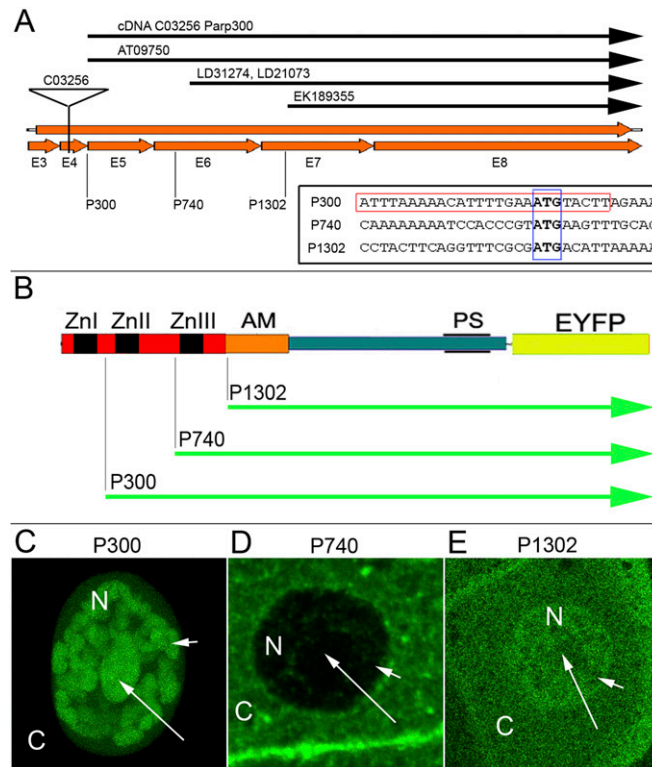 A
cDNA C03256 Parp300
AT09750
LD31274, LD21073
C03256
EK189355
E3 E4 E5 E6 E7 E8
P300 P740 P1302
P300 ATTTAAAAACATTTTGAAATGTACTTAGAAA
P740 CAAAAAAAATCCACCCGTATGAAGTTTGCAC
P1302 CCTACTTCAGGTTTCGCGATGACATTAAAAA
B
ZnI ZnII ZnIII AM PS EYFP
P1302
P740
P300
C P300 D P740 E P1302
N N N
C C C